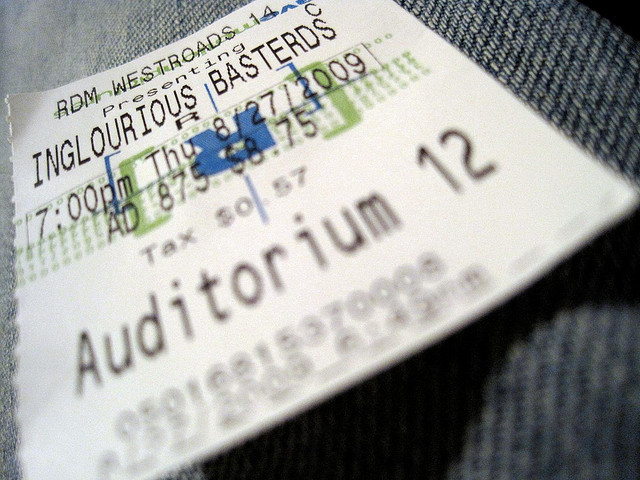 RDM WESTROADS 14 C
Presenting
INGLOURIOUS BASTERDS
R
7:00pm Thu 8/27/2009
AD 875 $8.75
Tax $0.57
Auditorium 12